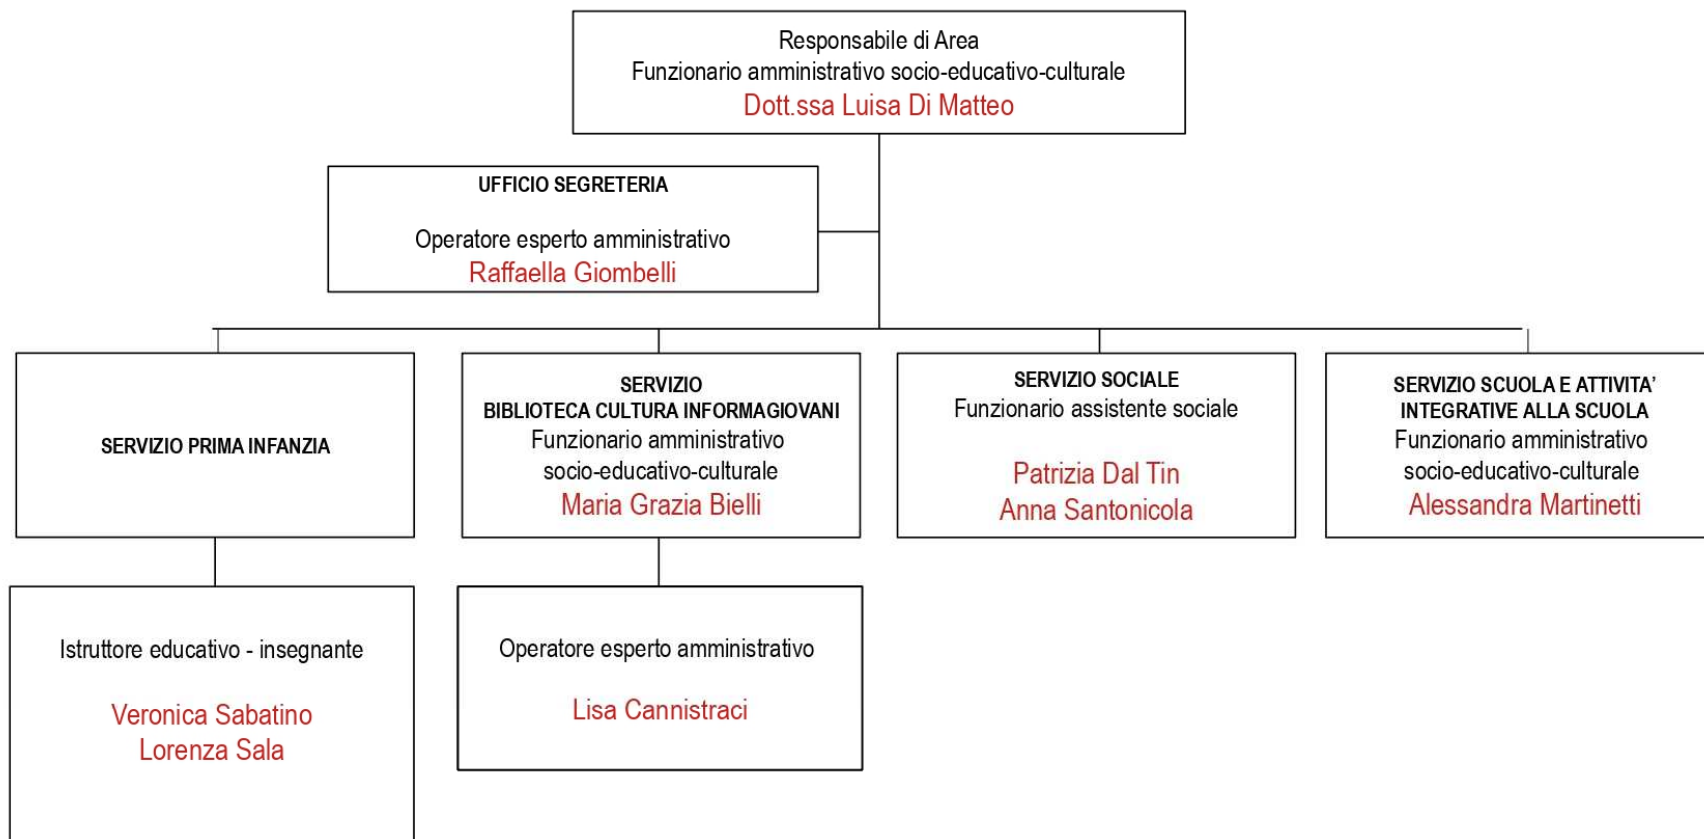 Responsabile di Area
Funzionario amministrativo socio-educativo-culturale
Dott.ssa Luisa Di Matteo
UFFICIO SEGRETERIA
Operatore esperto amministrativo
Raffaella Giombelli
SERVIZIO PRIMA INFANZIA
SERVIZIO
BIBLIOTECA CULTURA INFORMAGIOVANI
Funzionario amministrativo
socio-educativo-culturale
Maria Grazia Bielli
SERVIZIO SOCIALE
Funzionario assistente sociale
Patrizia Dal Tin
Anna Santonicola
SERVIZIO SCUOLA E ATTIVITA’
INTEGRATIVE ALLA SCUOLA
Funzionario amministrativo
socio-educativo-culturale
Alessandra Martinetti
Istruttore educativo - insegnante
Veronica Sabatino
Lorenza Sala
Operatore esperto amministrativo
Lisa Cannistraci